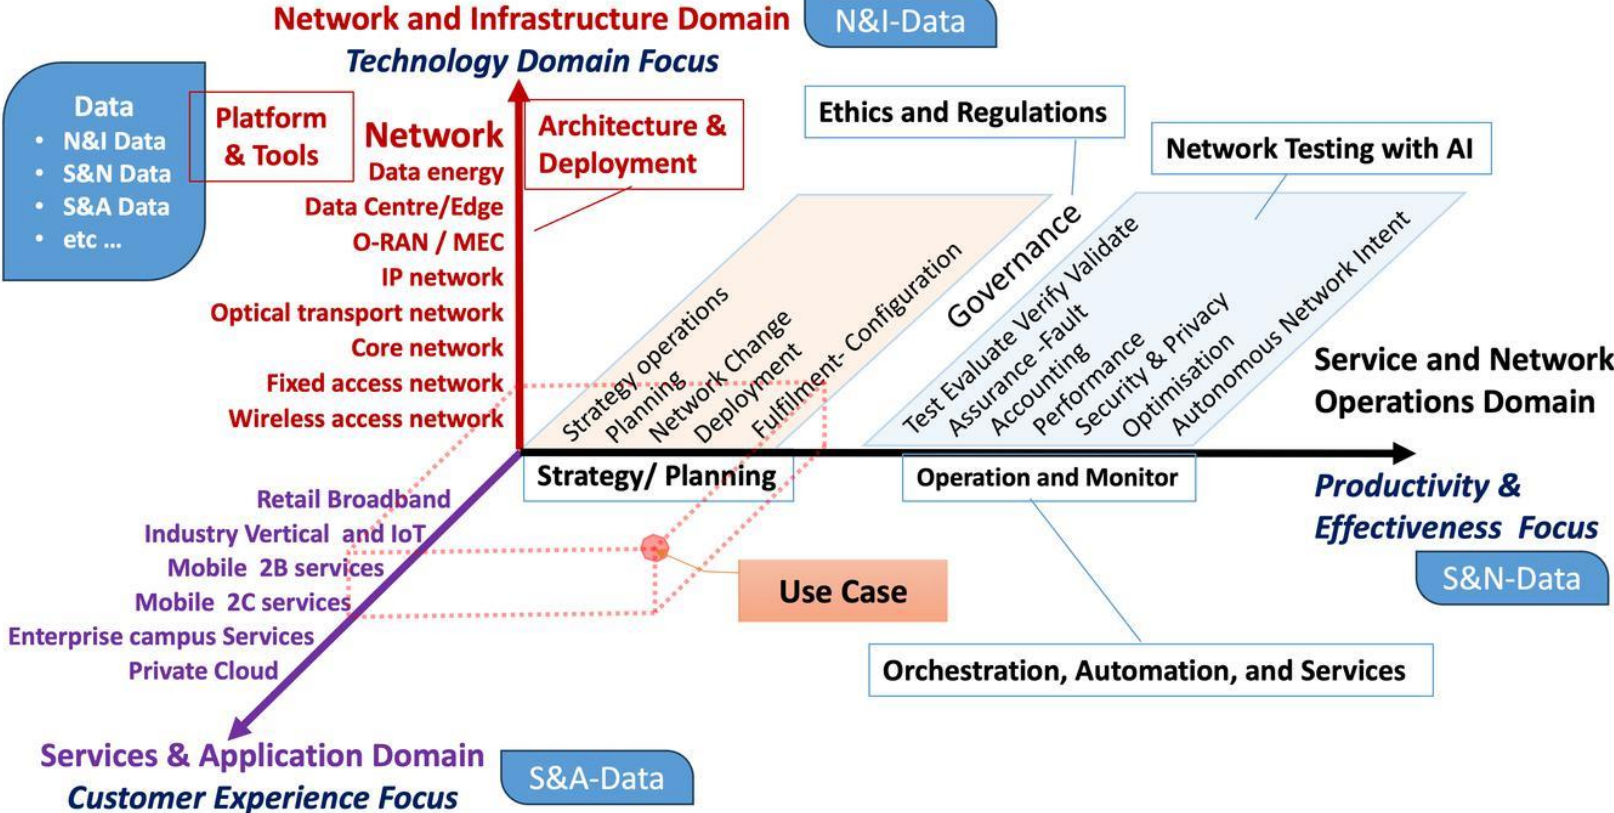 Network and Infrastructure Domain
N&I-Data
Technology Domain Focus
Data
• N&I Data
• S&N Data
• S&A Data
• etc ...
Platform
& Tools
Network
Data energy
Data Centre/Edge
O-RAN / MEC
IP network
Optical transport network
Core network
Fixed access network
Wireless access network
Architecture &
Deployment
Ethics and Regulations
Network Testing with AI
Strategy operations
Planning
Network Change
Deployment
Fulfilment- Configuration
Governance
Test Evaluate Verify Validate
Assurance -Fault
Accounting
Performance
Security & Privacy
Optimisation
Autonomous Network Intent
Service and Network
Operations Domain
Strategy/ Planning
Operation and Monitor
Productivity &
Effectiveness Focus
S&N-Data
Retail Broadband
Industry Vertical and IoT
Mobile 2B services
Mobile 2C services
Enterprise campus Services
Private Cloud
Use Case
Orchestration, Automation, and Services
Services & Application Domain
Customer Experience Focus
S&A-Data